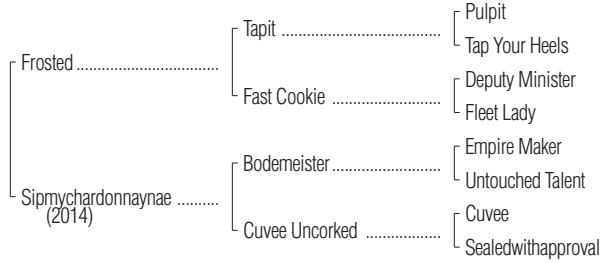 Pulpit
Tapit
Tap Your Heels
Frosted
Deputy Minister
Fast Cookie
Fleet Lady
Empire Maker
Bodemeister
Untouched Talent
Sipmychardonnaynae
(2014)
Cuvee
Cuvee Uncorked
Sealedwithapproval